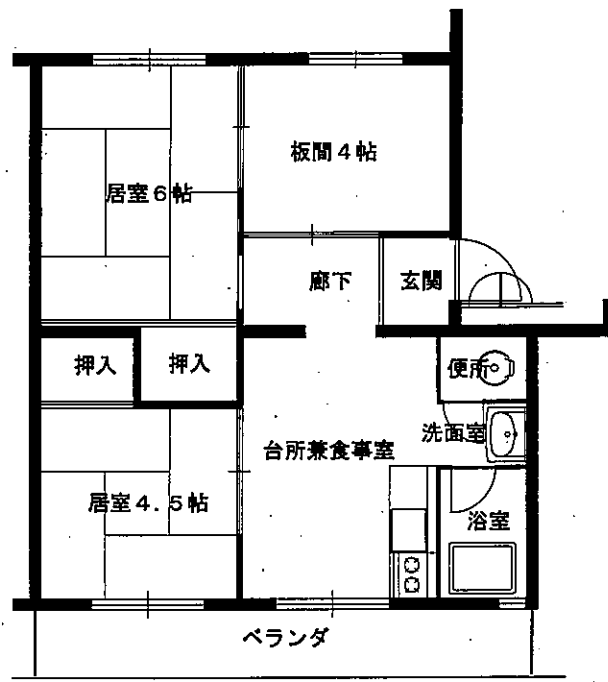 板間4帖
居室6帖
廊下
玄関
押入
押入
便所
洗面室
台所兼食事室
居室4.5帖
浴室
ベランダ